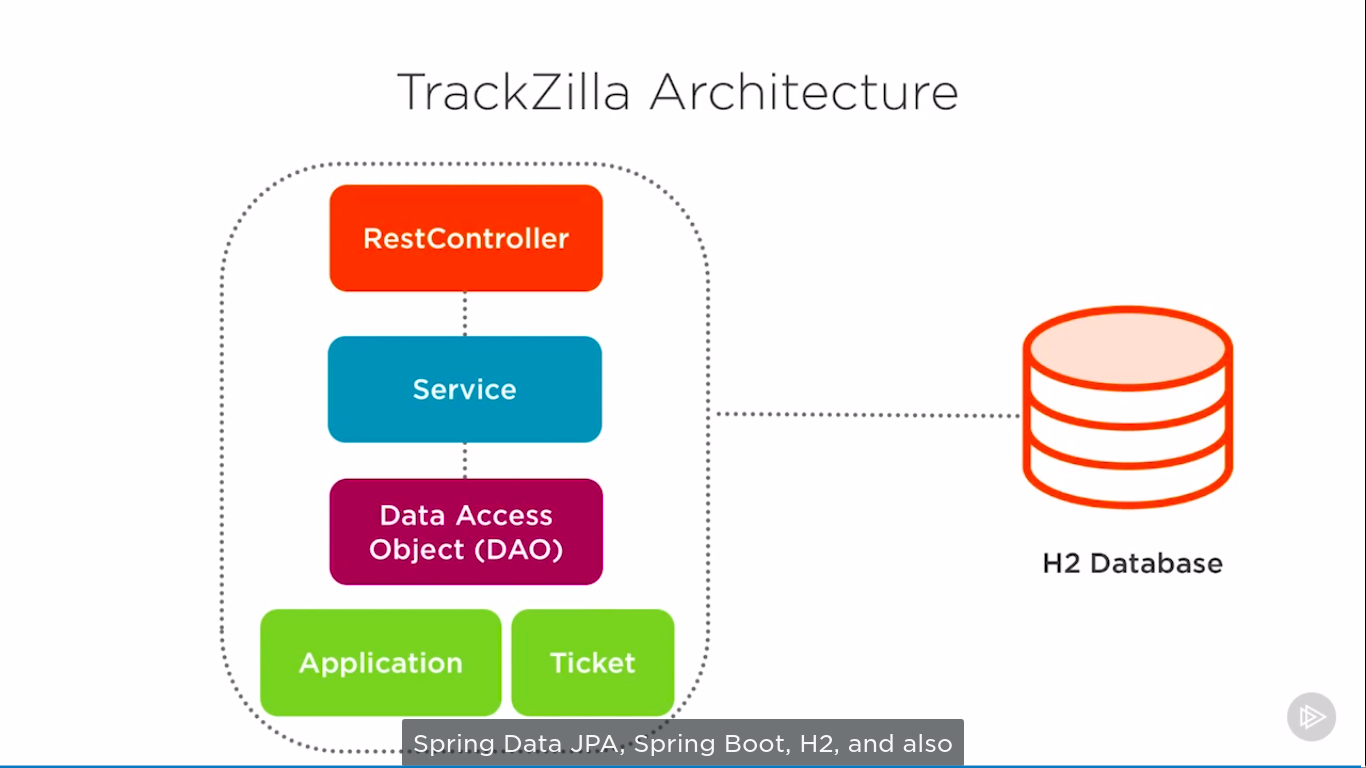 TrackZilla Architecture
RestController
Service
Data Access
Object (DAO)
Application
Ticket
H2 Database
Spring Data JPA, Spring Boot, H2, and also